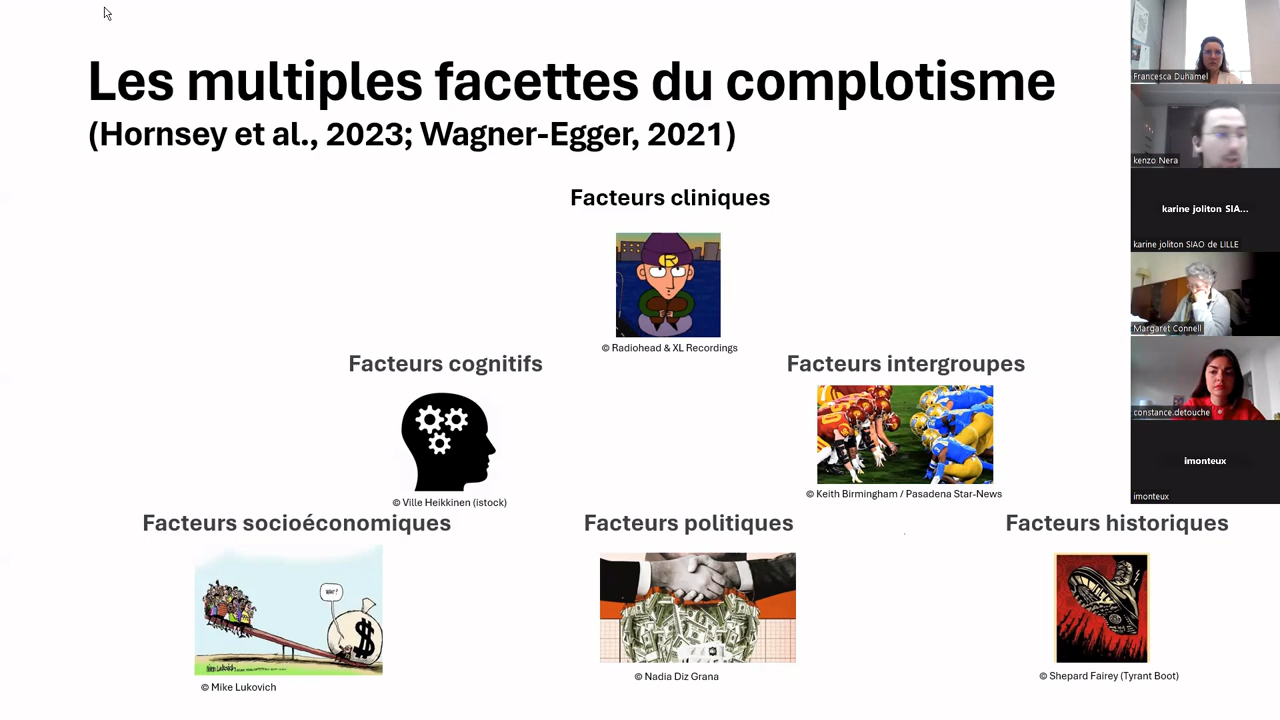 Les multiples facettes du complotisme
(Hornsey et al., 2023; Wagner-Egger, 2021)
Facteurs cliniques
R
© Radiohead & XL Recordings
Facteurs cognitifs
Facteurs intergroupes
© Ville Heikkinen (istock)
© Keith Birmingham / Pasadena Star-News
Facteurs socioéconomiques
Facteurs politiques
Facteurs historiques
WHAT?
$
© Mike Lukovich
© Nadia Diz Grana
© Shepard Fairey (Tyrant Boot)
Francesca Duhamel
kenzo Nera
karine joliton SIA...
karine joliton SIAO de LILLE
Margaret Connell
constance.detouche
imonteux
imonteux